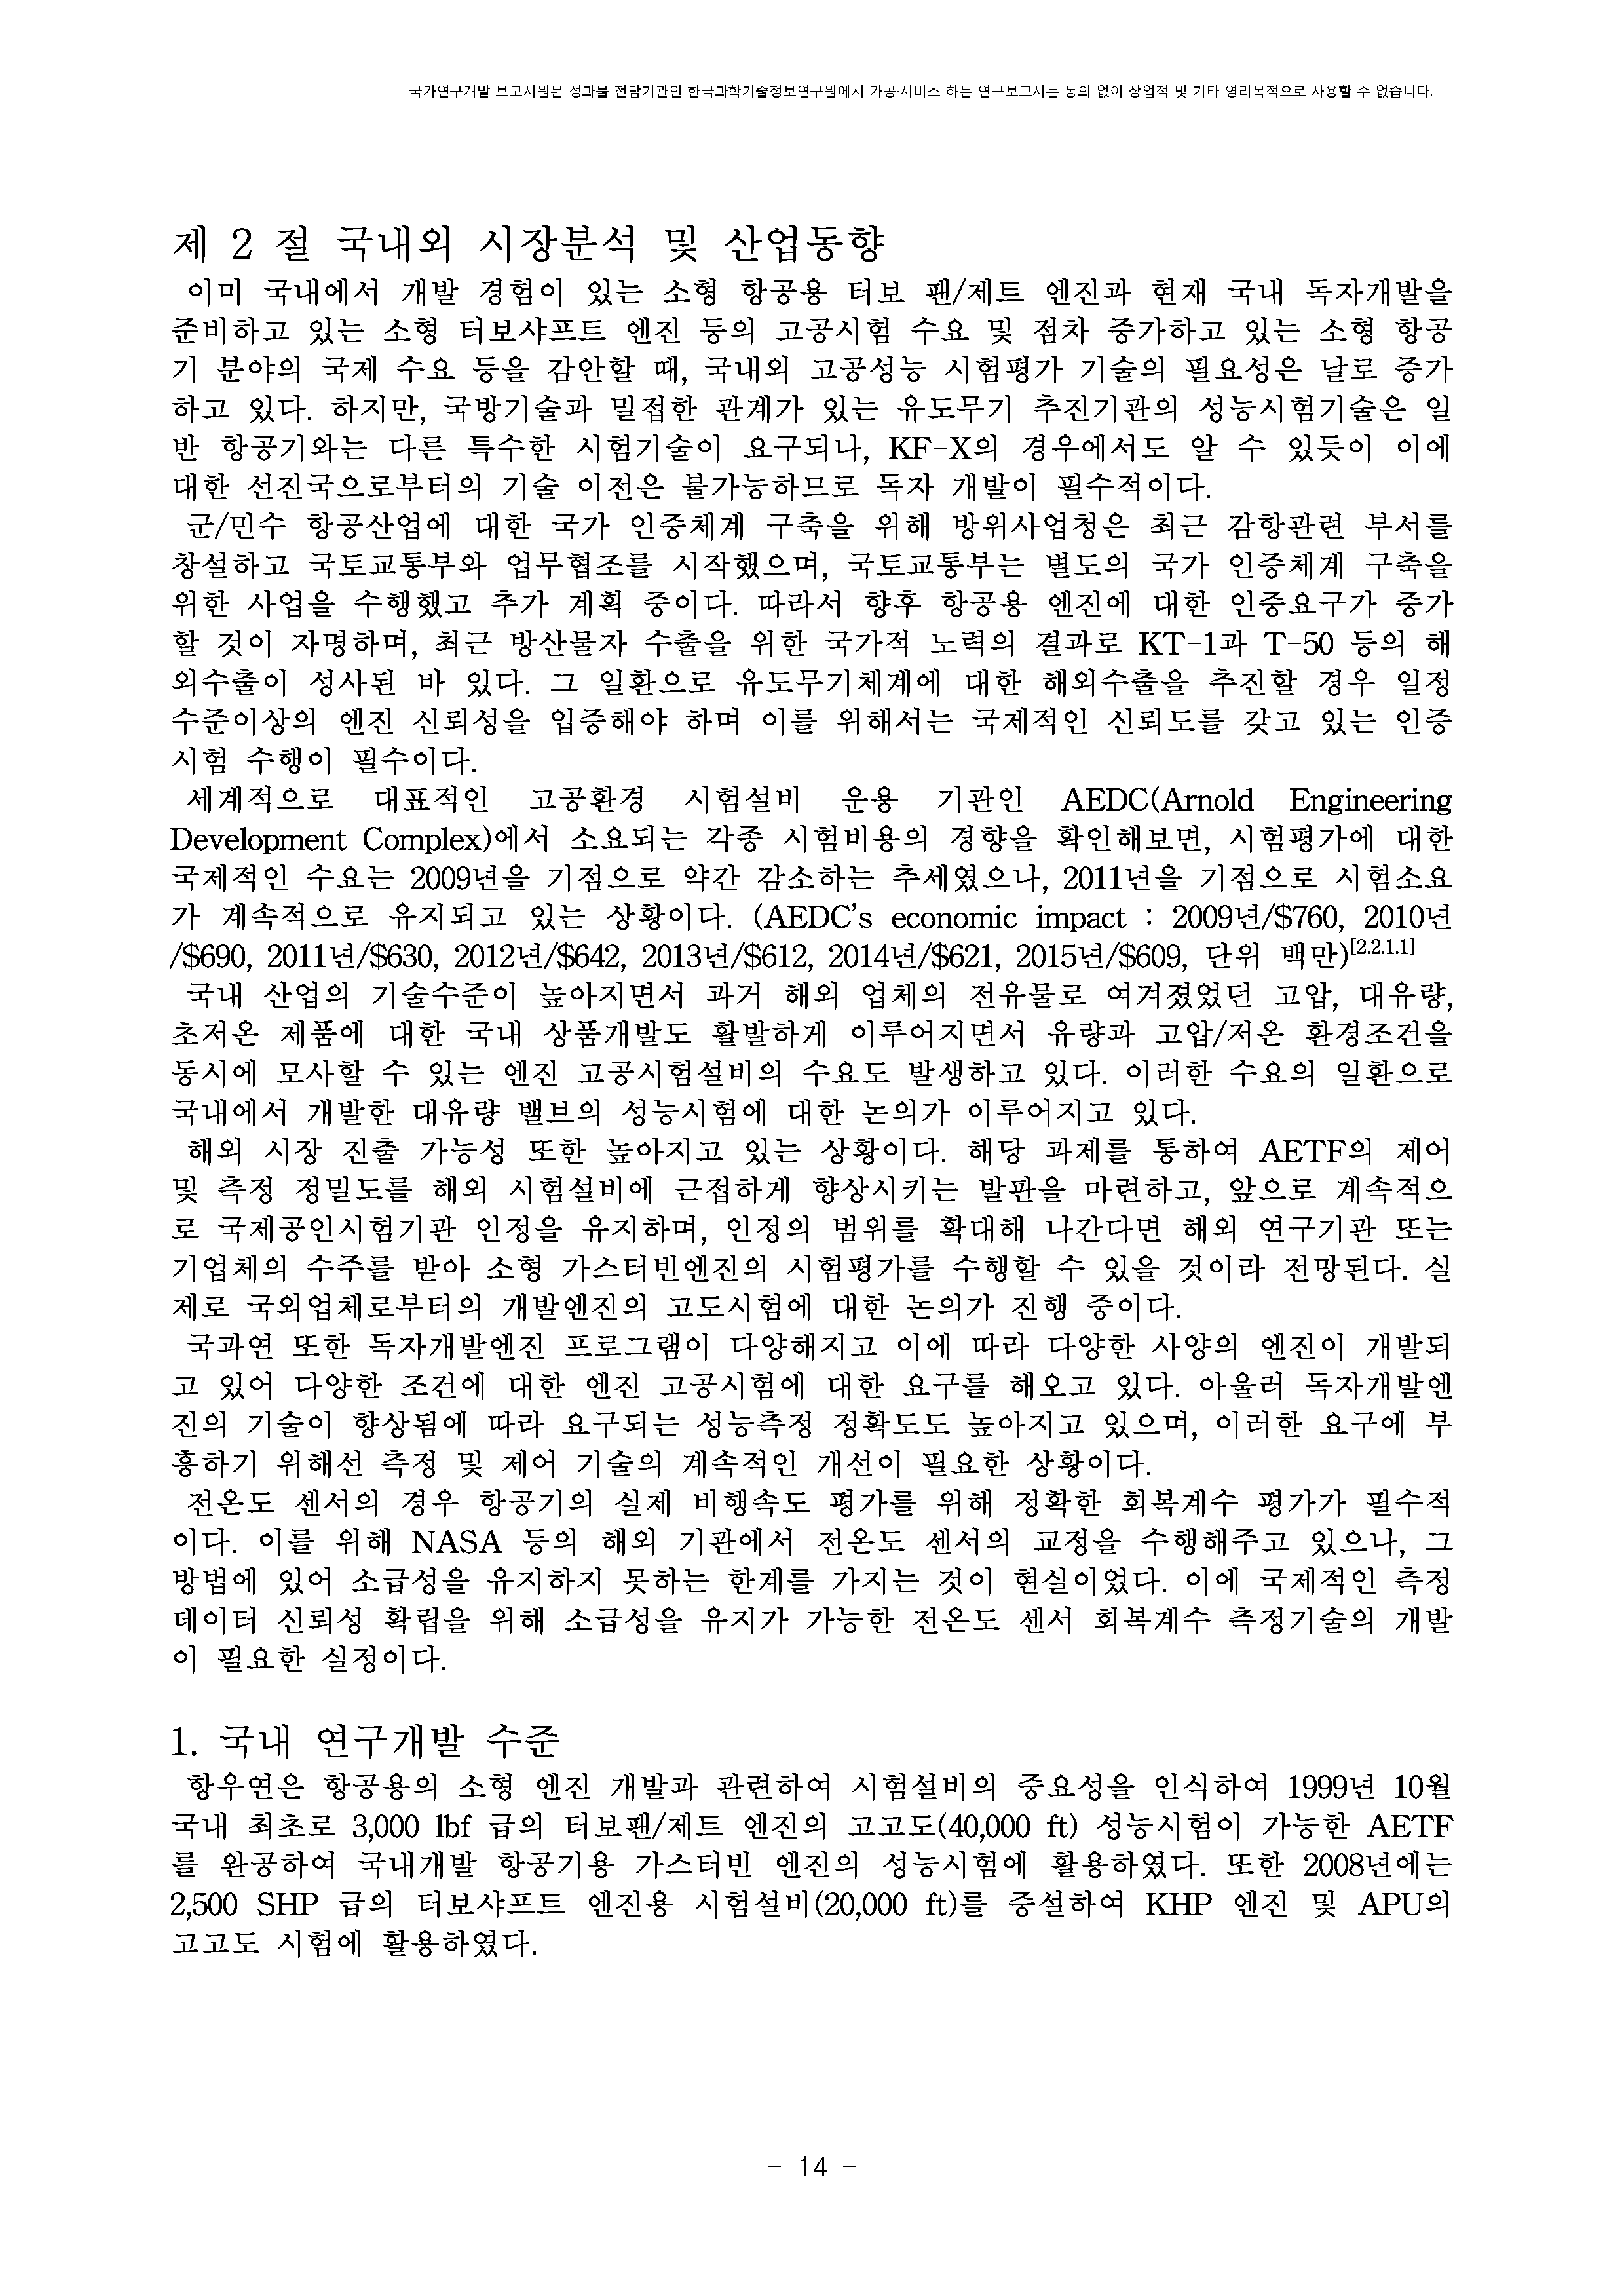 국가연구개발 보고서원문 성과물 전담기관인 한국과학기술정보연구원에서 가공·서비스 하는 연구보고서는 동의 없이 상업적 및 기타 영리목적으로 사용할 수 없습니다.
제 2 절 국내외 시장분석 및 산업동향
이미 국내에서 개발 경험이 있는 소형 항공용 터보 팬/제트 엔진과 현재 국내 독자개발을
준비하고 있는 소형 터보샤프트 엔진 등의 고공시험 수요 및 점차 증가하고 있는 소형 항공
기 분야의 국제 수요 등을 감안할 때, 국내외 고공성능 시험평가 기술의 필요성은 날로 증가
하고 있다. 하지만, 국방기술과 밀접한 관계가 있는 유도무기 추진기관의 성능시험기술은 일
반 항공기와는 다른 특수한 시험기술이 요구되나, KF-X의 경우에서도 알 수 있듯이 이에
대한 선진국으로부터의 기술 이전은 불가능하므로 독자 개발이 필수적이다.
군/민수 항공산업에 대한 국가 인증체계 구축을 위해 방위사업청은 최근 감항관련 부서를
창설하고 국토교통부와 업무협조를 시작했으며, 국토교통부는 별도의 국가 인증체계 구축을
위한 사업을 수행했고 추가 계획 중이다. 따라서 향후 항공용 엔진에 대한 인증요구가 증가
할 것이 자명하며, 최근 방산물자 수출을 위한 국가적 노력의 결과로 KT-1과 T-50 등의 해
외수출이 성사된 바 있다. 그 일환으로 유도무기체계에 대한 해외수출을 추진할 경우 일정
수준이상의 엔진 신뢰성을 입증해야 하며 이를 위해서는 국제적인 신뢰도를 갖고 있는 인증
시험 수행이 필수이다.
세계적으로 대표적인 고공환경 시험설비 운용 기관인 AEDC(Arnold Engineering
Development Complex)에서 소요되는 각종 시험비용의 경향을 확인해보면, 시험평가에 대한
국제적인 수요는 2009년을 기점으로 약간 감소하는 추세였으나, 2011년을 기점으로 시험소요
가 계속적으로 유지되고 있는 상황이다. (AEDC's economic impact : 2009년/$760, 2010년
/$690, 2011년/$630, 2012년/$642, 2013년/$612, 2014년/$621, 2015년/$609, 단위 백만)[2.2.1.1]
국내 산업의 기술수준이 높아지면서 과거 해외 업체의 전유물로 여겨졌었던 고압, 대유량,
초저온 제품에 대한 국내 상품개발도 활발하게 이루어지면서 유량과 고압/저온 환경조건을
동시에 모사할 수 있는 엔진 고공시험설비의 수요도 발생하고 있다. 이러한 수요의 일환으로
국내에서 개발한 대유량 밸브의 성능시험에 대한 논의가 이루어지고 있다.
해외 시장 진출 가능성 또한 높아지고 있는 상황이다. 해당 과제를 통하여 AETF의 제어
및 측정 정밀도를 해외 시험설비에 근접하게 향상시키는 발판을 마련하고, 앞으로 계속적으
로 국제공인시험기관 인정을 유지하며, 인정의 범위를 확대해 나간다면 해외 연구기관 또는
기업체의 수주를 받아 소형 가스터빈엔진의 시험평가를 수행할 수 있을 것이라 전망된다. 실
제로 국외업체로부터의 개발엔진의 고도시험에 대한 논의가 진행 중이다.
국과연 또한 독자개발엔진 프로그램이 다양해지고 이에 따라 다양한 사양의 엔진이 개발되
고 있어 다양한 조건에 대한 엔진 고공시험에 대한 요구를 해오고 있다. 아울러 독자개발엔
진의 기술이 향상됨에 따라 요구되는 성능측정 정확도도 높아지고 있으며, 이러한 요구에 부
흥하기 위해선 측정 및 제어 기술의 계속적인 개선이 필요한 상황이다.
전온도 센서의 경우 항공기의 실제 비행속도 평가를 위해 정확한 회복계수 평가가 필수적
이다. 이를 위해 NASA 등의 해외 기관에서 전온도 센서의 교정을 수행해주고 있으나, 그
방법에 있어 소급성을 유지하지 못하는 한계를 가지는 것이 현실이었다. 이에 국제적인 측정
데이터 신뢰성 확립을 위해 소급성을 유지가 가능한 전온도 센서 회복계수 측정기술의 개발
이 필요한 실정이다.
1. 국내 연구개발 수준
항우연은 항공용의 소형 엔진 개발과 관련하여 시험설비의 중요성을 인식하여 1999년 10월
국내 최초로 3,000 lbf 급의 터보팬/제트 엔진의 고고도(40,000 ft) 성능시험이 가능한 AETF
를 완공하여 국내개발 항공기용 가스터빈 엔진의 성능시험에 활용하였다. 또한 2008년에는
2,500 SHP 급의 터보샤프트 엔진용 시험설비(20,000 ft)를 증설하여 KHP 엔진 및 APU의
고고도 시험에 활용하였다.
- 14 -